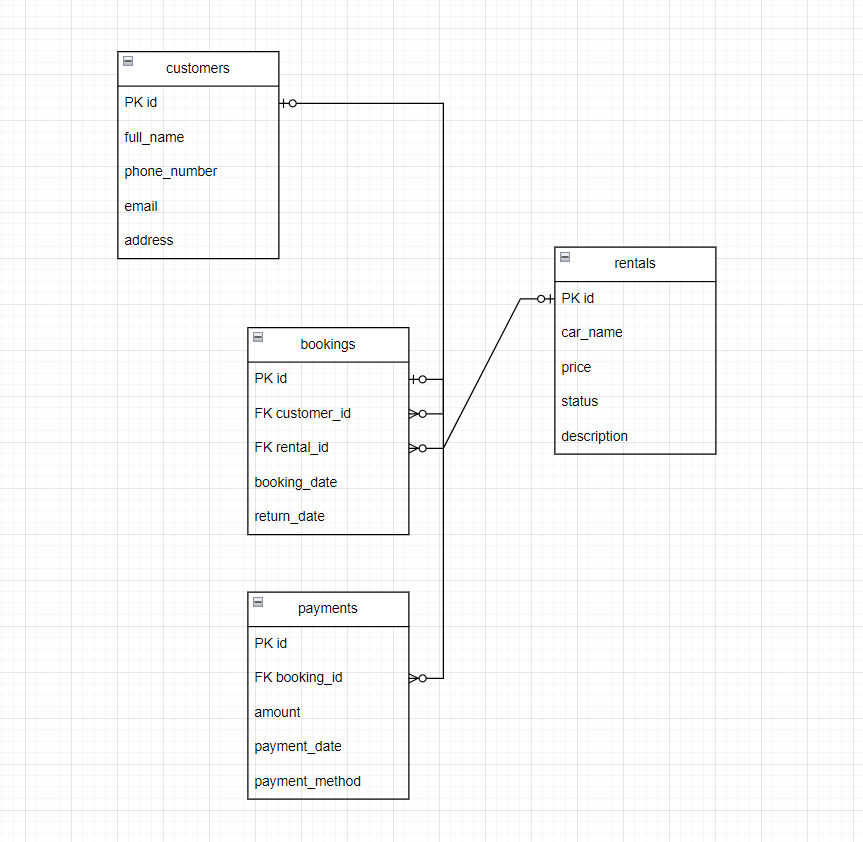 customers
PK id
full_name
phone_number
email
address
rentals
PK id
car_name
price
status
description
bookings
PK id
FK customer_id
FK rental_id
booking_date
return_date
payments
PK id
FK booking_id
amount
payment_date
payment_method